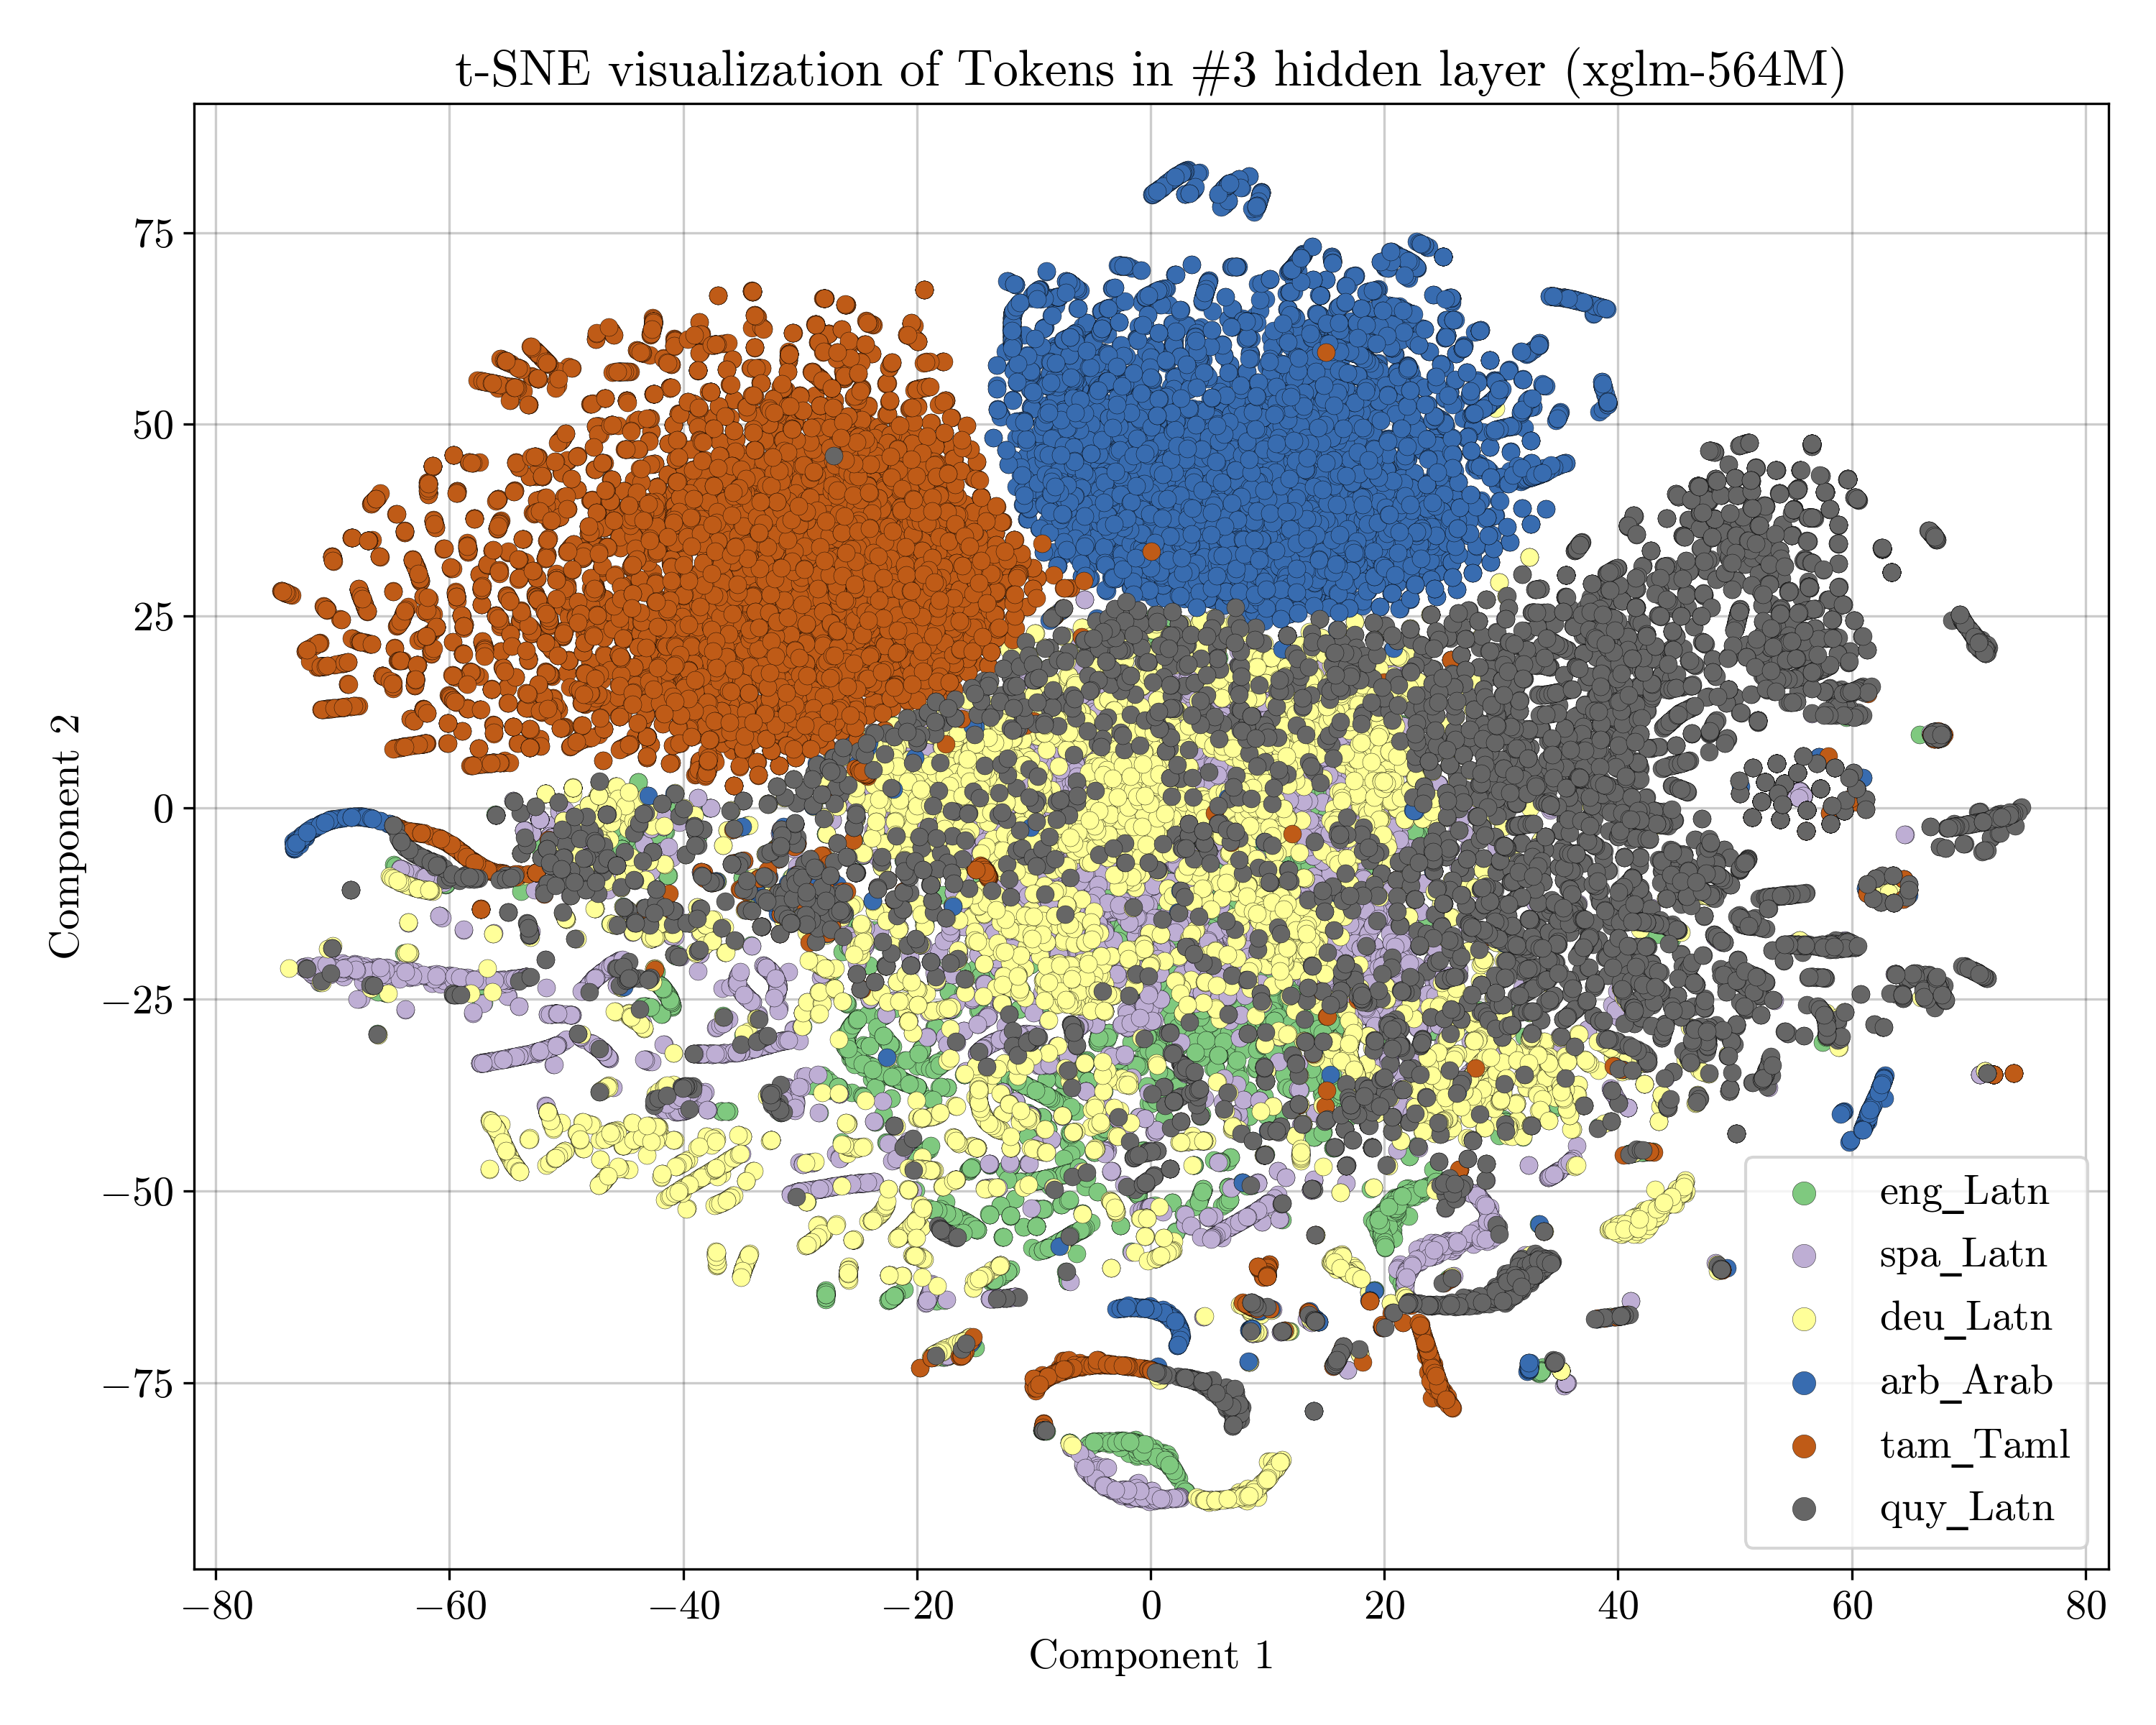 t-SNE visualization of Tokens in #3 hidden layer (xglm-564M)
Component 2
75
50
25
0
−25
−50
−75
−80 −60 −40 −20 0 20 40 60 80
Component 1
eng_Latn
spa_Latn
deu_Latn
arb_Arab
tam_Taml
quy_Latn